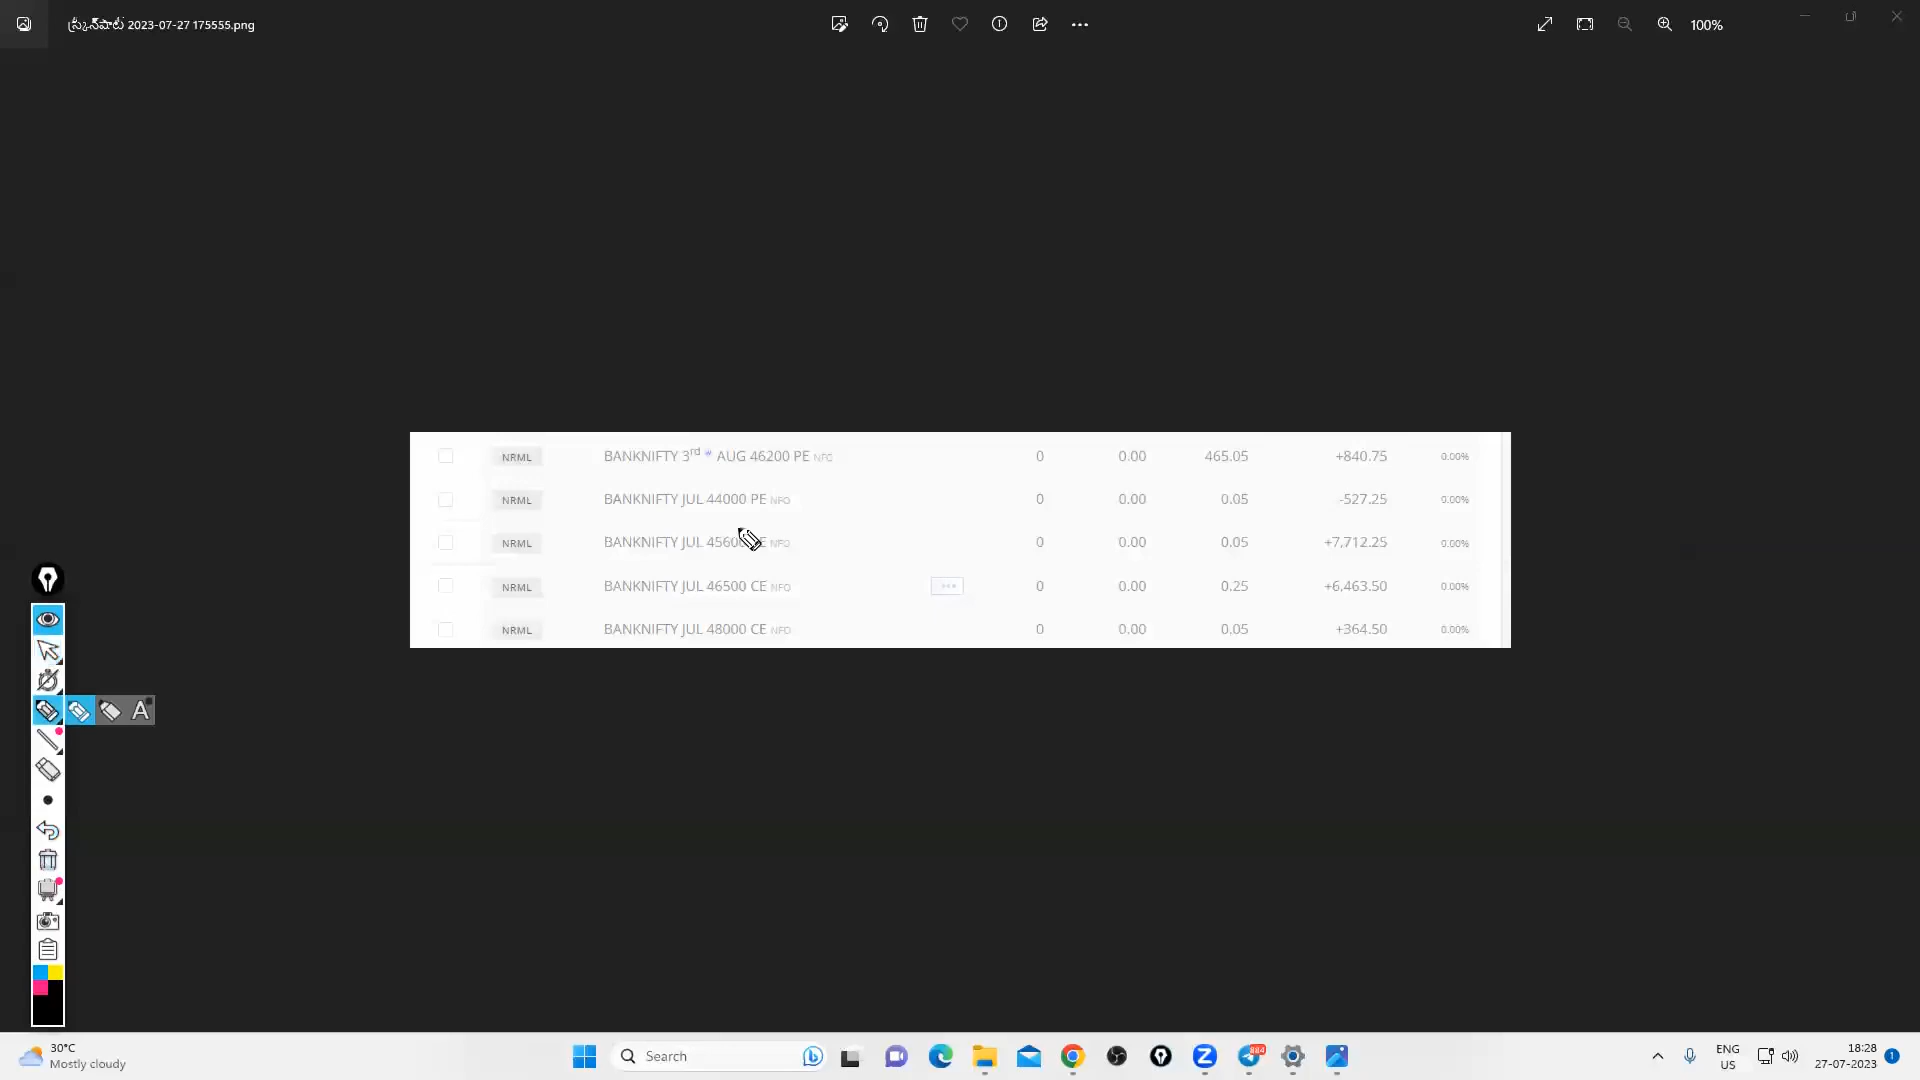 స్క్రీన్‌షాట్ 2023-07-27 175555.png
100%
NRML BANKNIFTY 3rd w AUG 46200 PE NFO 0 0.00 465.05 +840.75 0.00%
NRML BANKNIFTY JUL 44000 PE NFO 0 0.00 0.05 -527.25 0.00%
NRML BANKNIFTY JUL NFO 0 0.00 0.05 +7,712.25 0.00%
NRML BANKNIFTY JUL 46500 CE NFO 0 0.00 0.25 +6,463.50 0.00%
NRML BANKNIFTY JUL 48000 CE NFO 0 0.00 0.05 +364.50 0.00%
A
30°C
Mostly cloudy
Search
884
ENG
US
18:28
27-07-2023
1